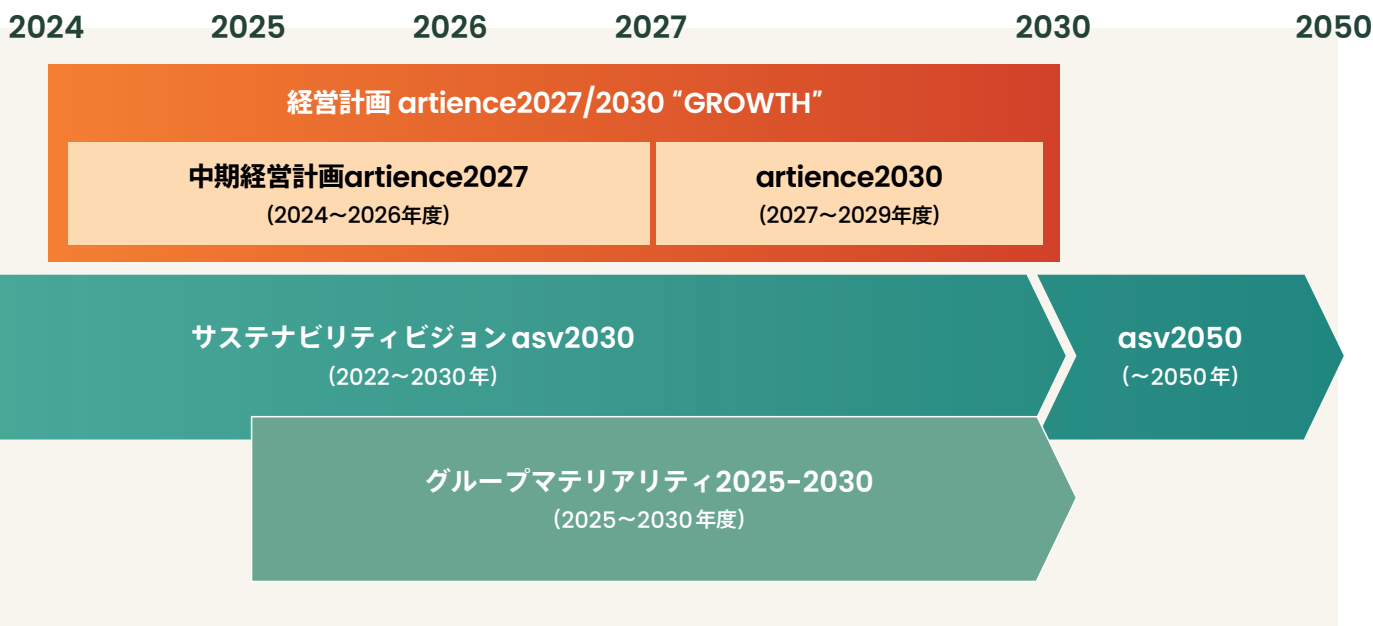 2024 2025 2026 2027 2030 2050
経営計画 artience2027/2030 “GROWTH”
中期経営計画artience2027
(2024～2026年度)
artience2030
(2027～2029年度)
サステナビリティビジョンasv2030
(2022～2030年)
asv2050
(～2050年)
グループマテリアリティ2025-2030
(2025～2030年度)